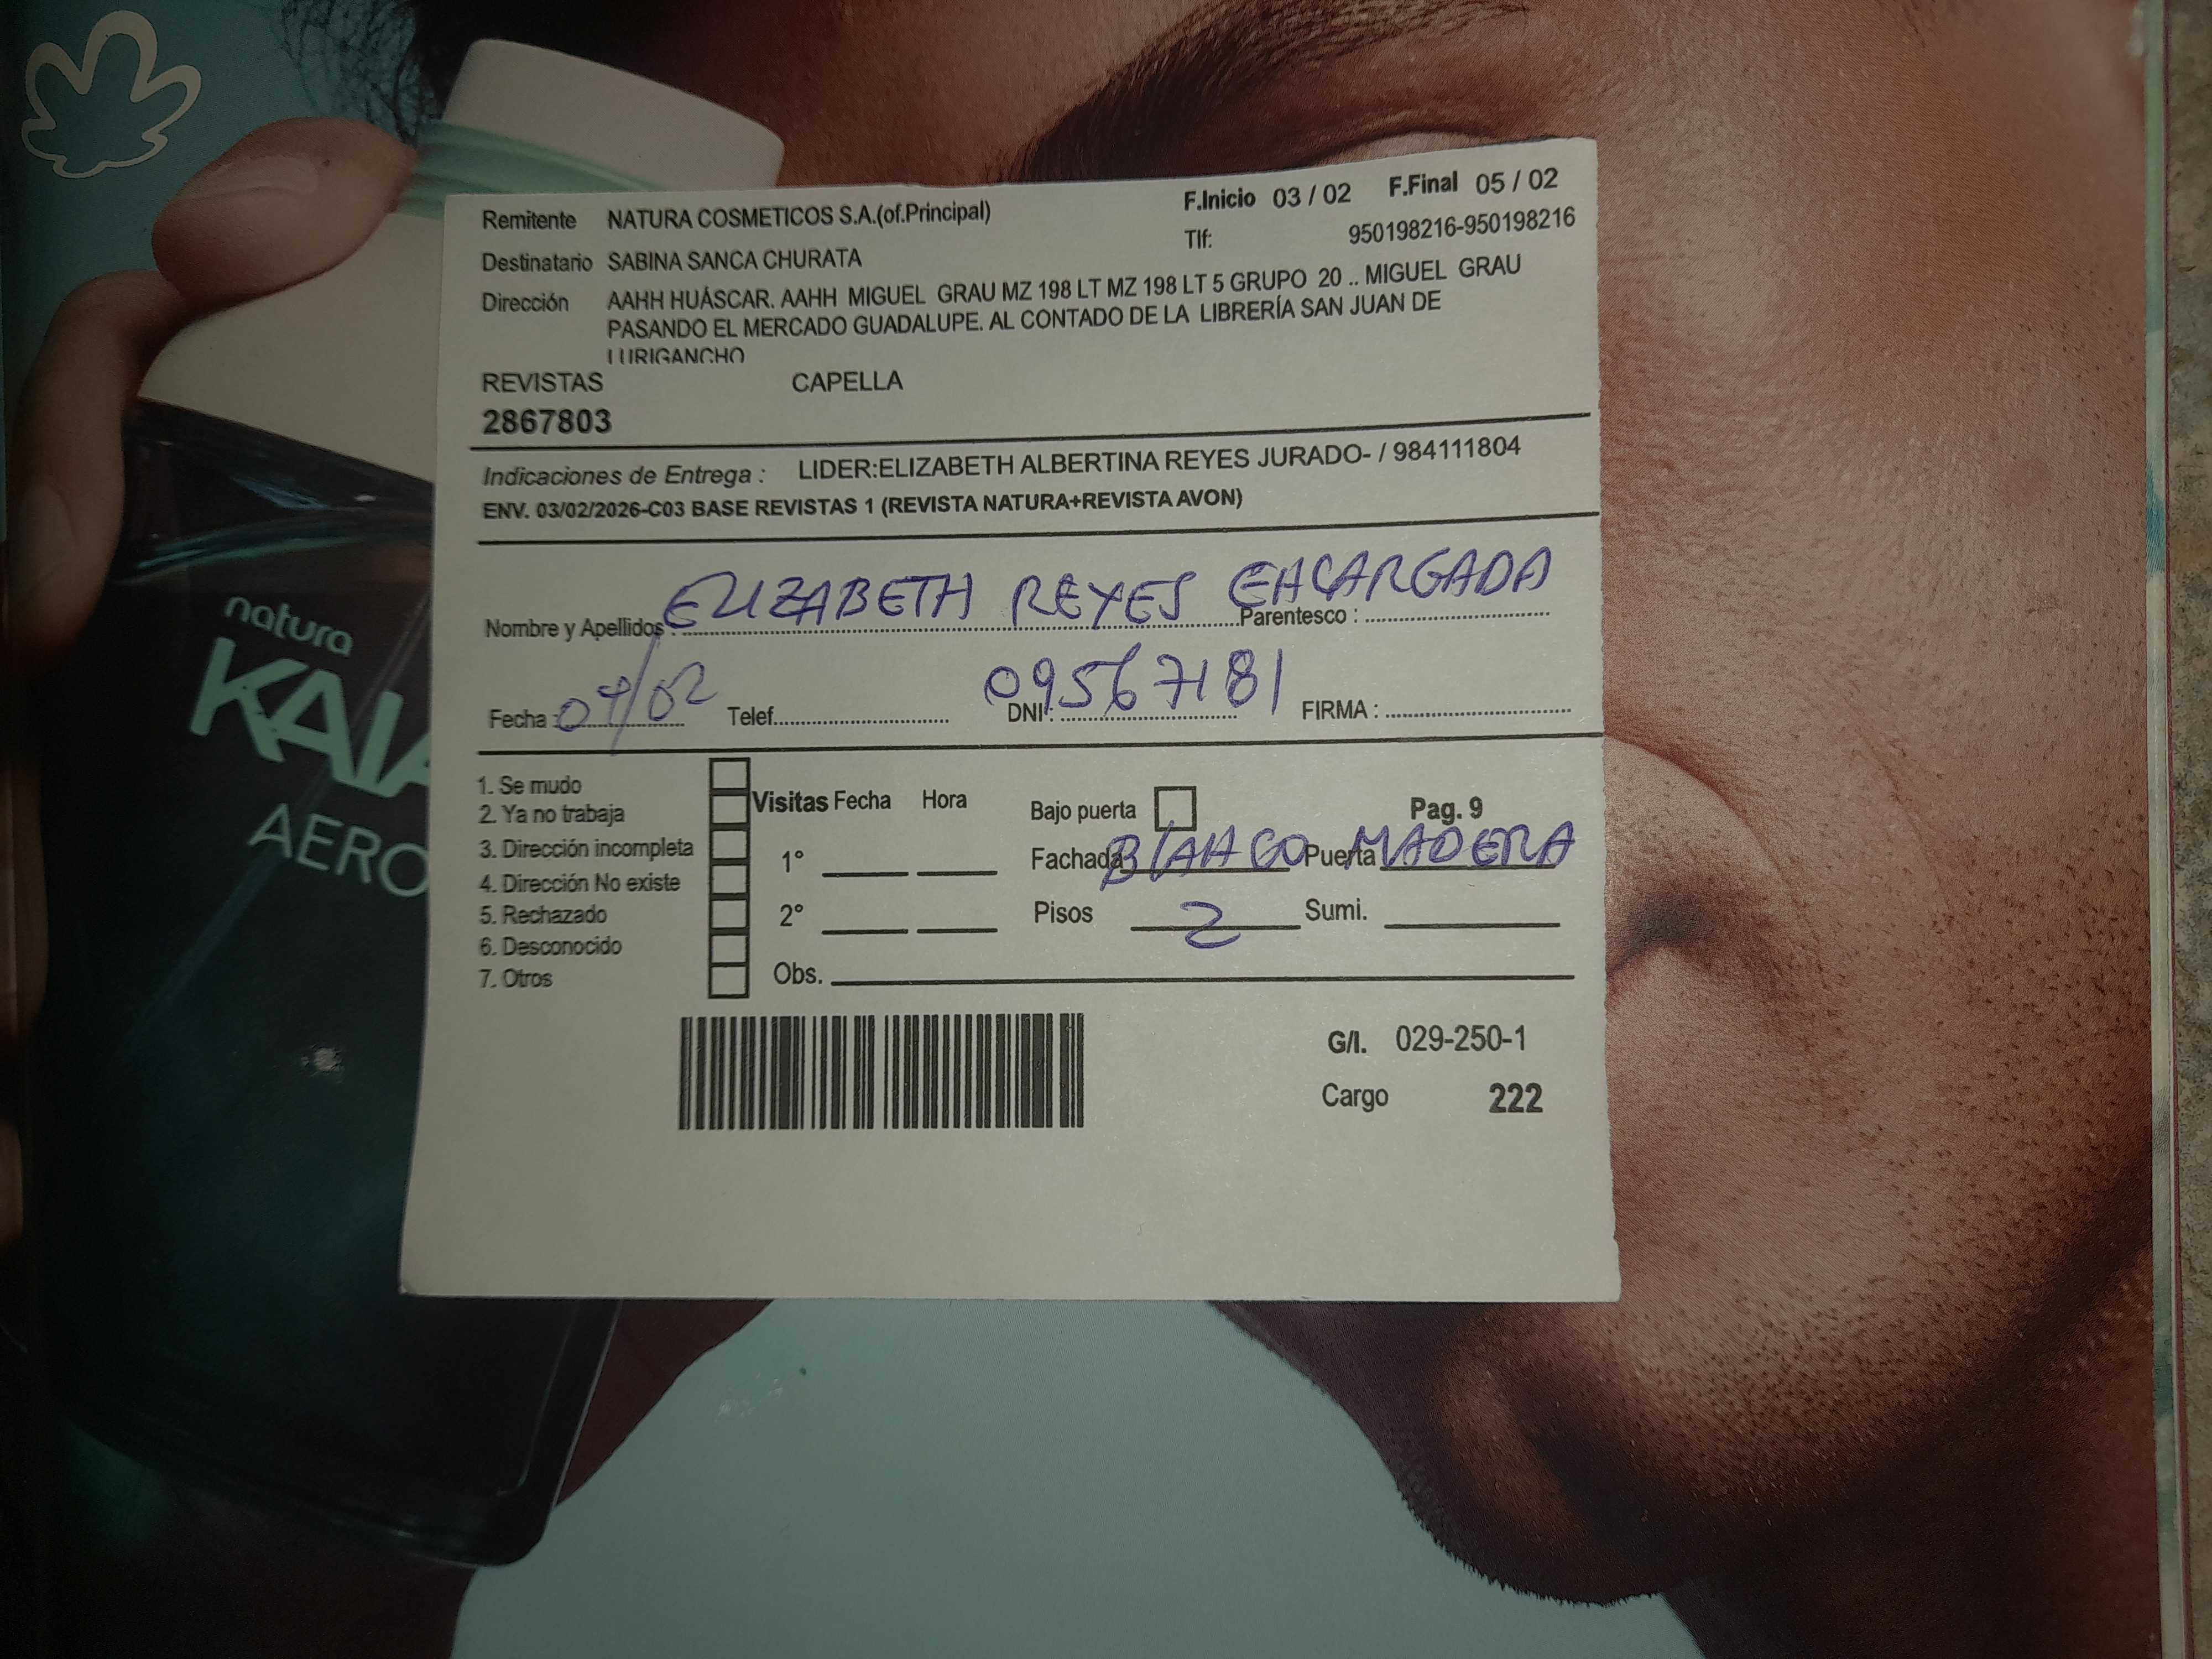 Remitente NATURA COSMETICOS S.A.(of.Principal) F.Inicio 03 / 02 F.Final 05 / 02
Tlf: 950198216-950198216
Destinatario SABINA SANCA CHURATA
Dirección AAHH HUÁSCAR. AAHH MIGUEL GRAU MZ 198 LT MZ 198 LT 5 GRUPO 20 .. MIGUEL GRAU
PASANDO EL MERCADO GUADALUPE. AL CONTADO DE LA LIBRERÍA SAN JUAN DE
LURIGANCHO
REVISTAS CAPELLA
2867803
Indicaciones de Entrega : LIDER:ELIZABETH ALBERTINA REYES JURADO- / 984111804
ENV. 03/02/2026-C03 BASE REVISTAS 1 (REVISTA NATURA+REVISTA AVON)
Nombre y Apellidos : ELIZABETH REYES Parentesco : ENCARGADA
Fecha : 04/02 Telef. DNI : 09567181 FIRMA :
1. Se mudo
2. Ya no trabaja
3. Dirección incompleta
4. Dirección No existe
5. Rechazado
6. Desconocido
7. Otros
Visitas Fecha Hora
1°
2°
Bajo puerta Pag. 9
Fachada BLANCO Puerta MADERA
Pisos 2 Sumi.
Obs.
G/I. 029-250-1
Cargo 222
natura
KAIA
AERO